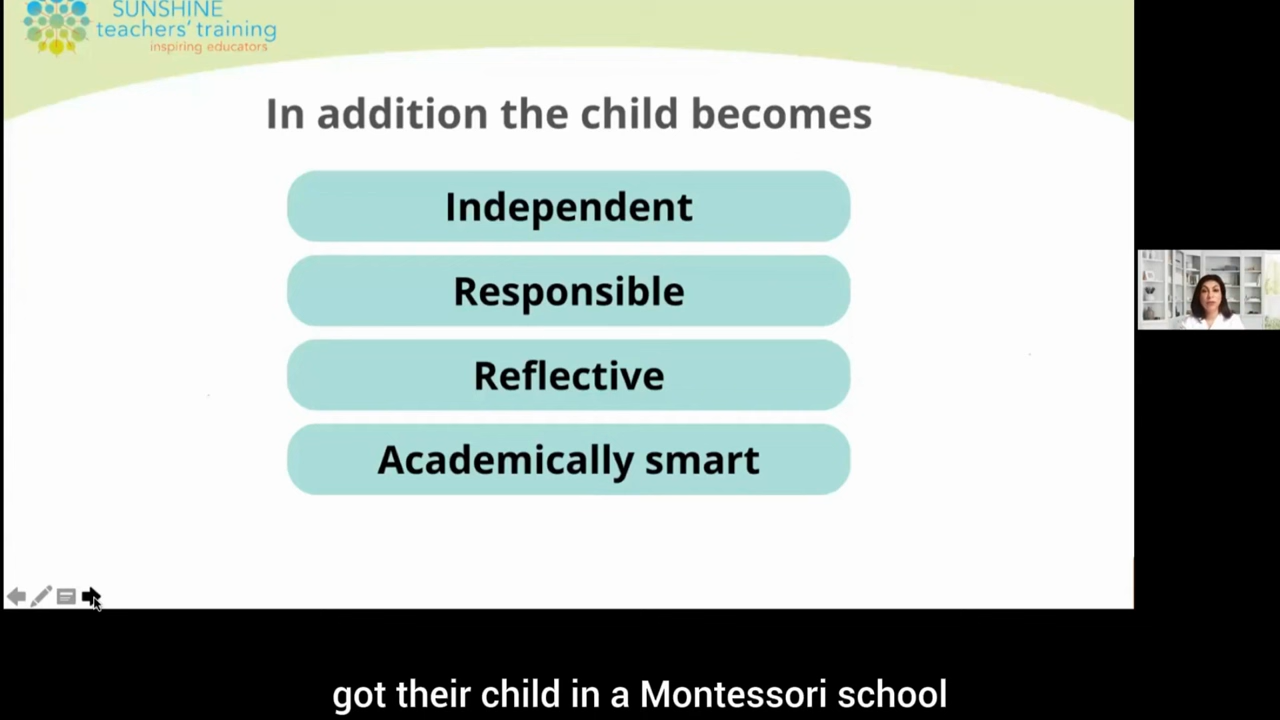 SUNSHINE
teachers' training
inspiring educators
In addition the child becomes
Independent
Responsible
Reflective
Academically smart
got their child in a Montessori school